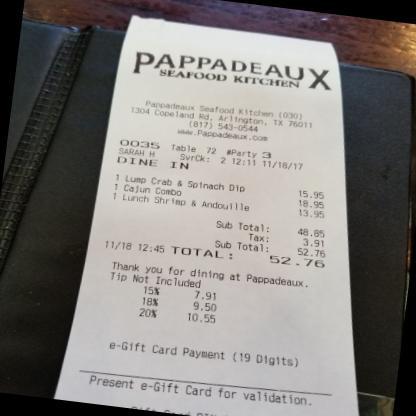 PAPPADEAUX
SEAFOOD KITCHEN
Pappadeaux Seafood Kitchen (030)
1304 Copeland Rd, Arlington, TX 76011
(817) 543-0544
www.Pappadeaux.com
0035 Table 72 #Party 3
SARAH H SvrCk: 2 12:11 11/18/17
DINE IN
1 Lump Crab & Spinach Dip 15.95
1 Cajun Combo 18.95
1 Lunch Shrimp & Andouille 13.95
Sub Total: 48.85
Tax: 3.91
Sub Total: 52.76
11/18 12:45 TOTAL: 52.76
Thank you for dining at Pappadeaux.
Tip Not Included
15% 7.91
18% 9.50
20% 10.55
e-Gift Card Payment (19 Digits)
Present e-Gift Card for validation.